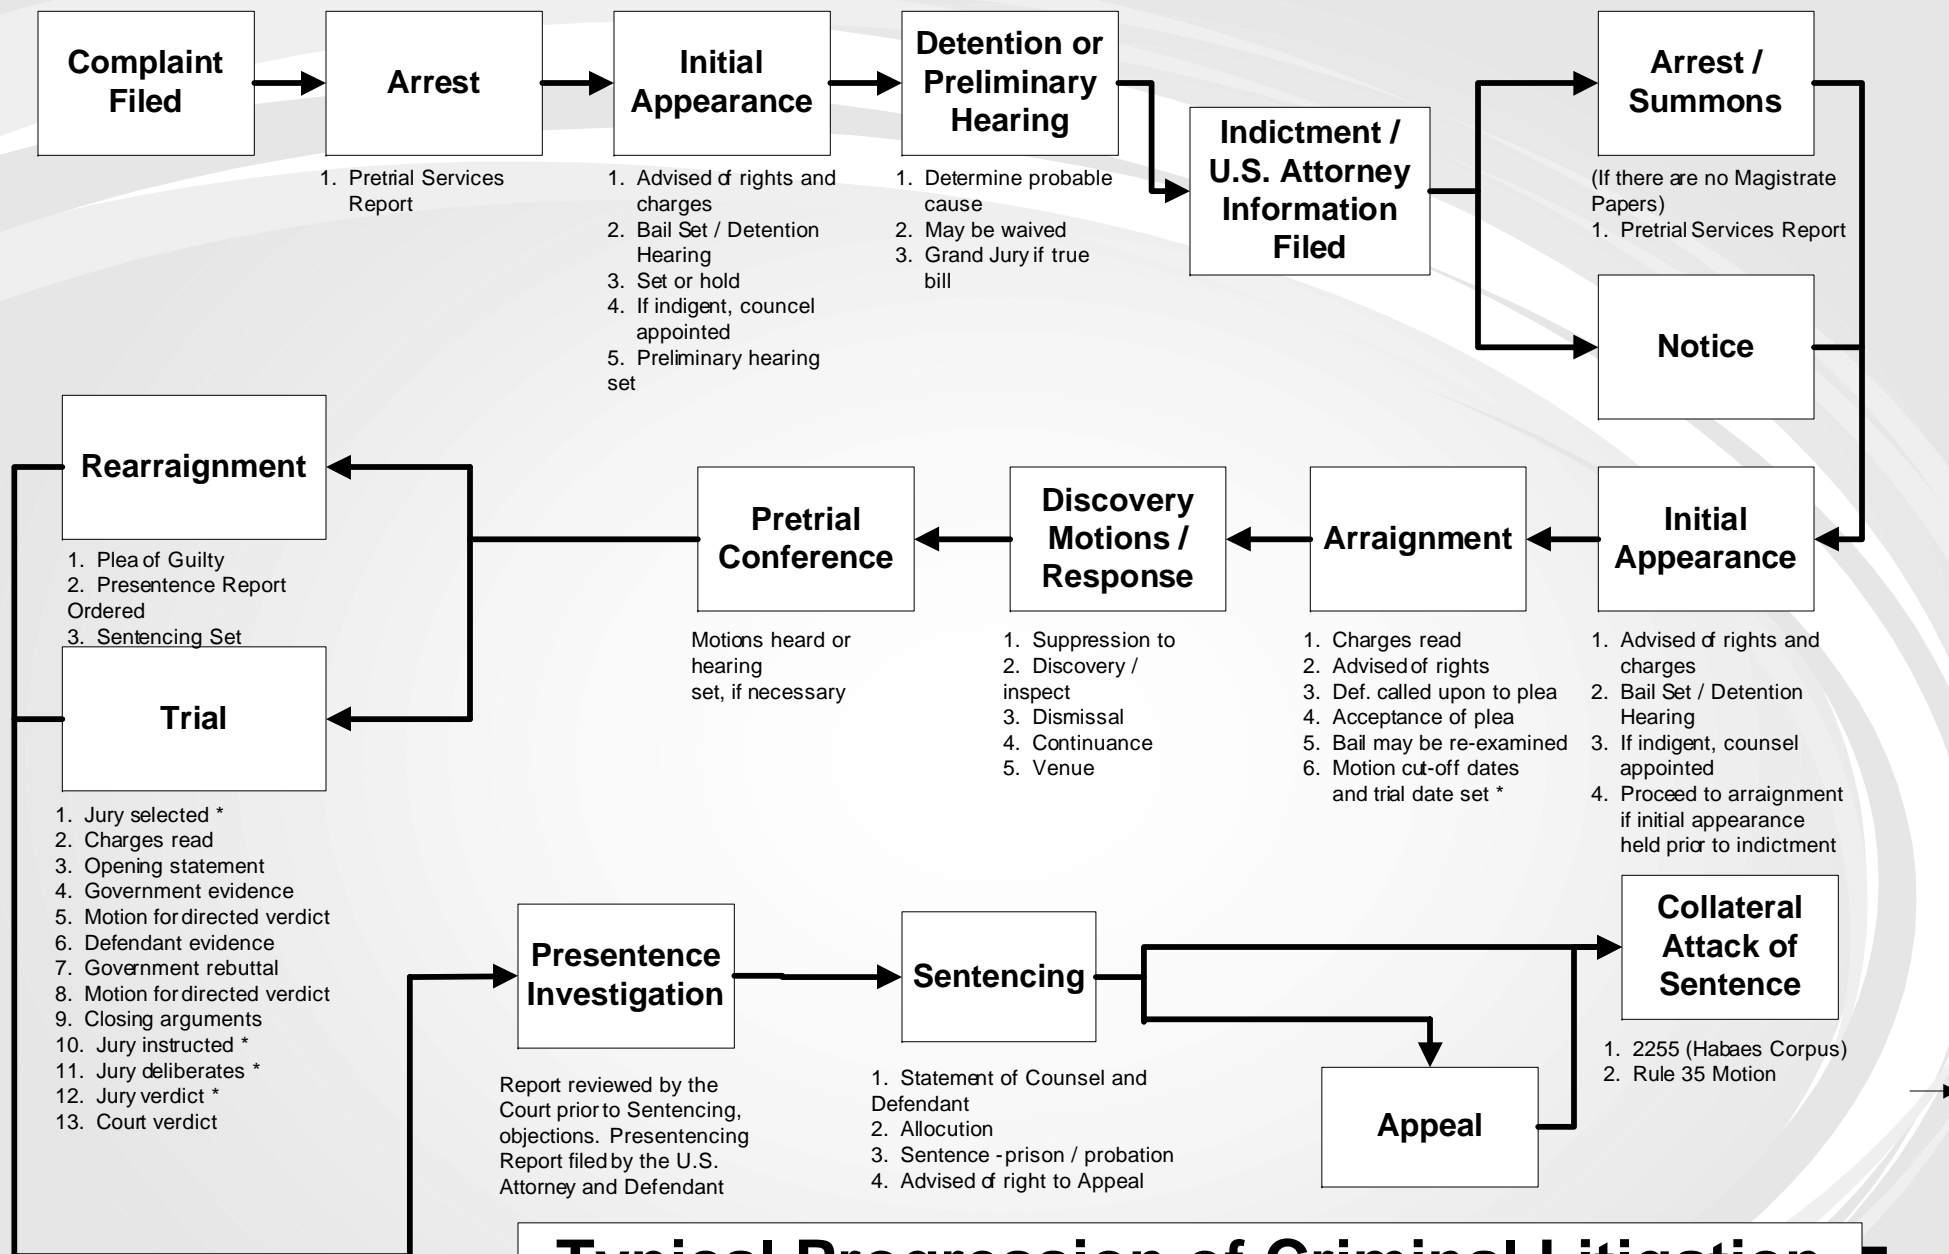 Complaint
Filed
Arrest
1. Pretrial Services
Report
Initial
Appearance
1. Advised of rights and
charges
2. Bail Set / Detention
Hearing
3. Set or hold
4. If indigent, councel
appointed
5. Preliminary hearing
set
Detention or
Preliminary
Hearing
1. Determine probable
cause
2. May be waived
3. Grand Jury if true
bill
Indictment /
U.S. Attorney
Information
Filed
Arrest /
Summons
(If there are no Magistrate
Papers)
1. Pretrial Services Report
Notice
Initial
Appearance
1. Advised of rights and
charges
2. Bail Set / Detention
Hearing
3. If indigent, counsel
appointed
4. Proceed to arraignment
if initial appearance
held prior to indictment
Arraignment
1. Charges read
2. Advised of rights
3. Def. called upon to plea
4. Acceptance of plea
5. Bail may be re-examined
6. Motion cut-off dates
and trial date set *
Discovery
Motions /
Response
1. Suppression to
2. Discovery /
inspect
3. Dismissal
4. Continuance
5. Venue
Pretrial
Conference
Motions heard or
hearing
set, if necessary
Rearraignment
1. Plea of Guilty
2. Presentence Report
Ordered
3. Sentencing Set
Trial
1. Jury selected *
2. Charges read
3. Opening statement
4. Government evidence
5. Motion for directed verdict
6. Defendant evidence
7. Government rebuttal
8. Motion for directed verdict
9. Closing arguments
10. Jury instructed *
11. Jury deliberates *
12. Jury verdict *
13. Court verdict
Presentence
Investigation
Report reviewed by the
Court prior to Sentencing,
objections. Presentencing
Report filed by the U.S.
Attorney and Defendant
Sentencing
1. Statement of Counsel and
Defendant
2. Allocution
3. Sentence - prison / probation
4. Advised of right to Appeal
Appeal
Collateral
Attack of
Sentence
1. 2255 (Habaes Corpus)
2. Rule 35 Motion
Typical Progression of Criminal Litigation